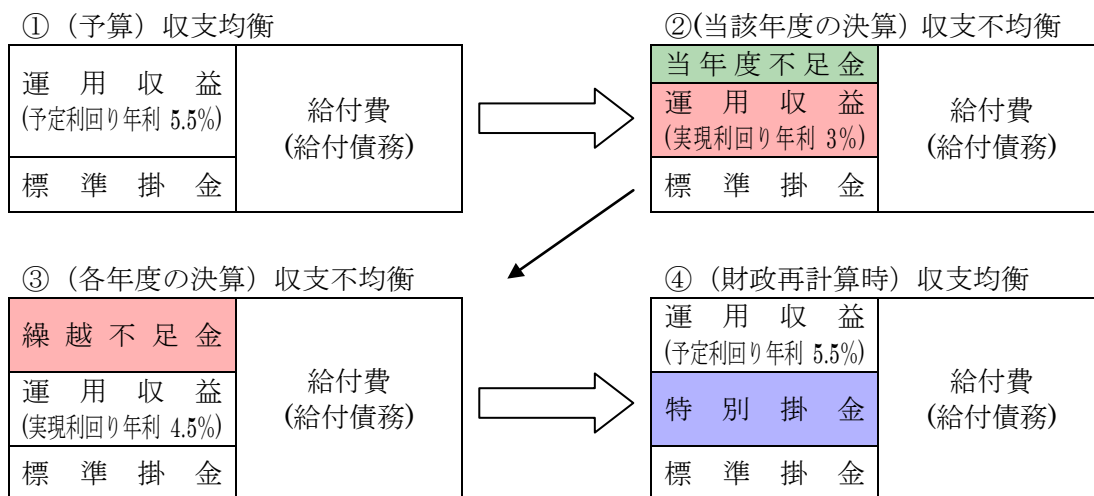 ①（予算）収支均衡
運用収益
(予定利回り年利 5.5%)
標準掛金
給付費
(給付債務)
②(当該年度の決算）収支不均衡
当年度不足金
運用収益
(実現利回り年利 3%)
標準掛金
給付費
(給付債務)
③（各年度の決算）収支不均衡
繰越不足金
運用収益
(実現利回り年利 4.5%)
標準掛金
給付費
(給付債務)
④（財政再計算時）収支均衡
運用収益
(予定利回り年利 5.5%)
特別掛金
標準掛金
給付費
(給付債務)